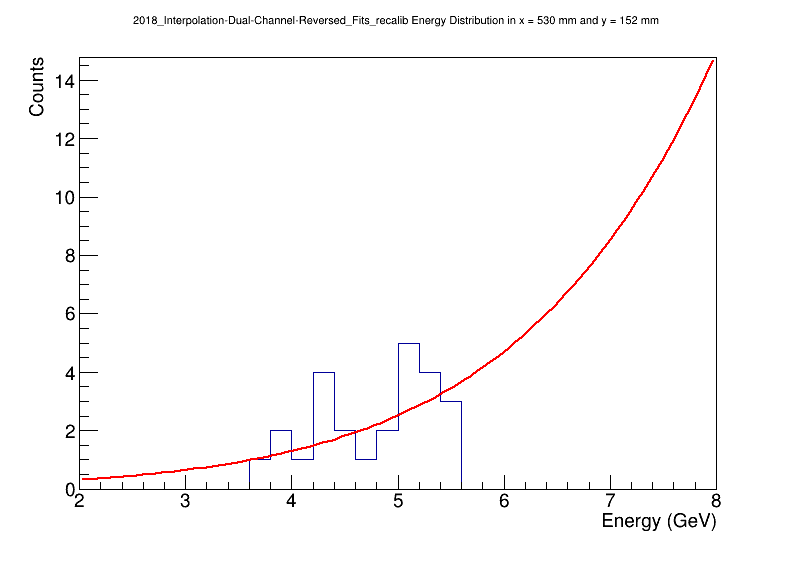 2018_Interpolation-Dual-Channel-Reversed_Fits_recalib Energy Distribution in x = 530 mm and y = 152 mm
Counts
14
12
10
8
6
4
2
0
2 3 4 5 6 7 8
Energy (GeV)